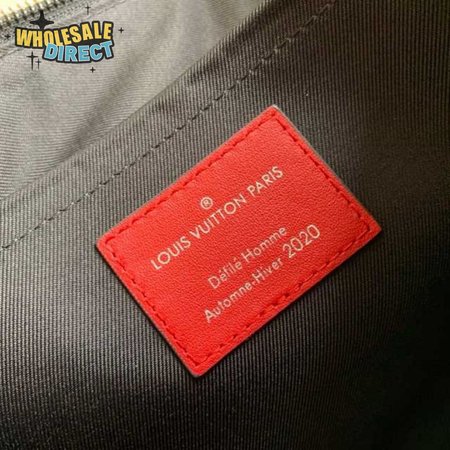 WHOLESALE
DIRECT
®
LOUIS VUITTON PARIS
Défilé Homme
Automne-Hiver 2020